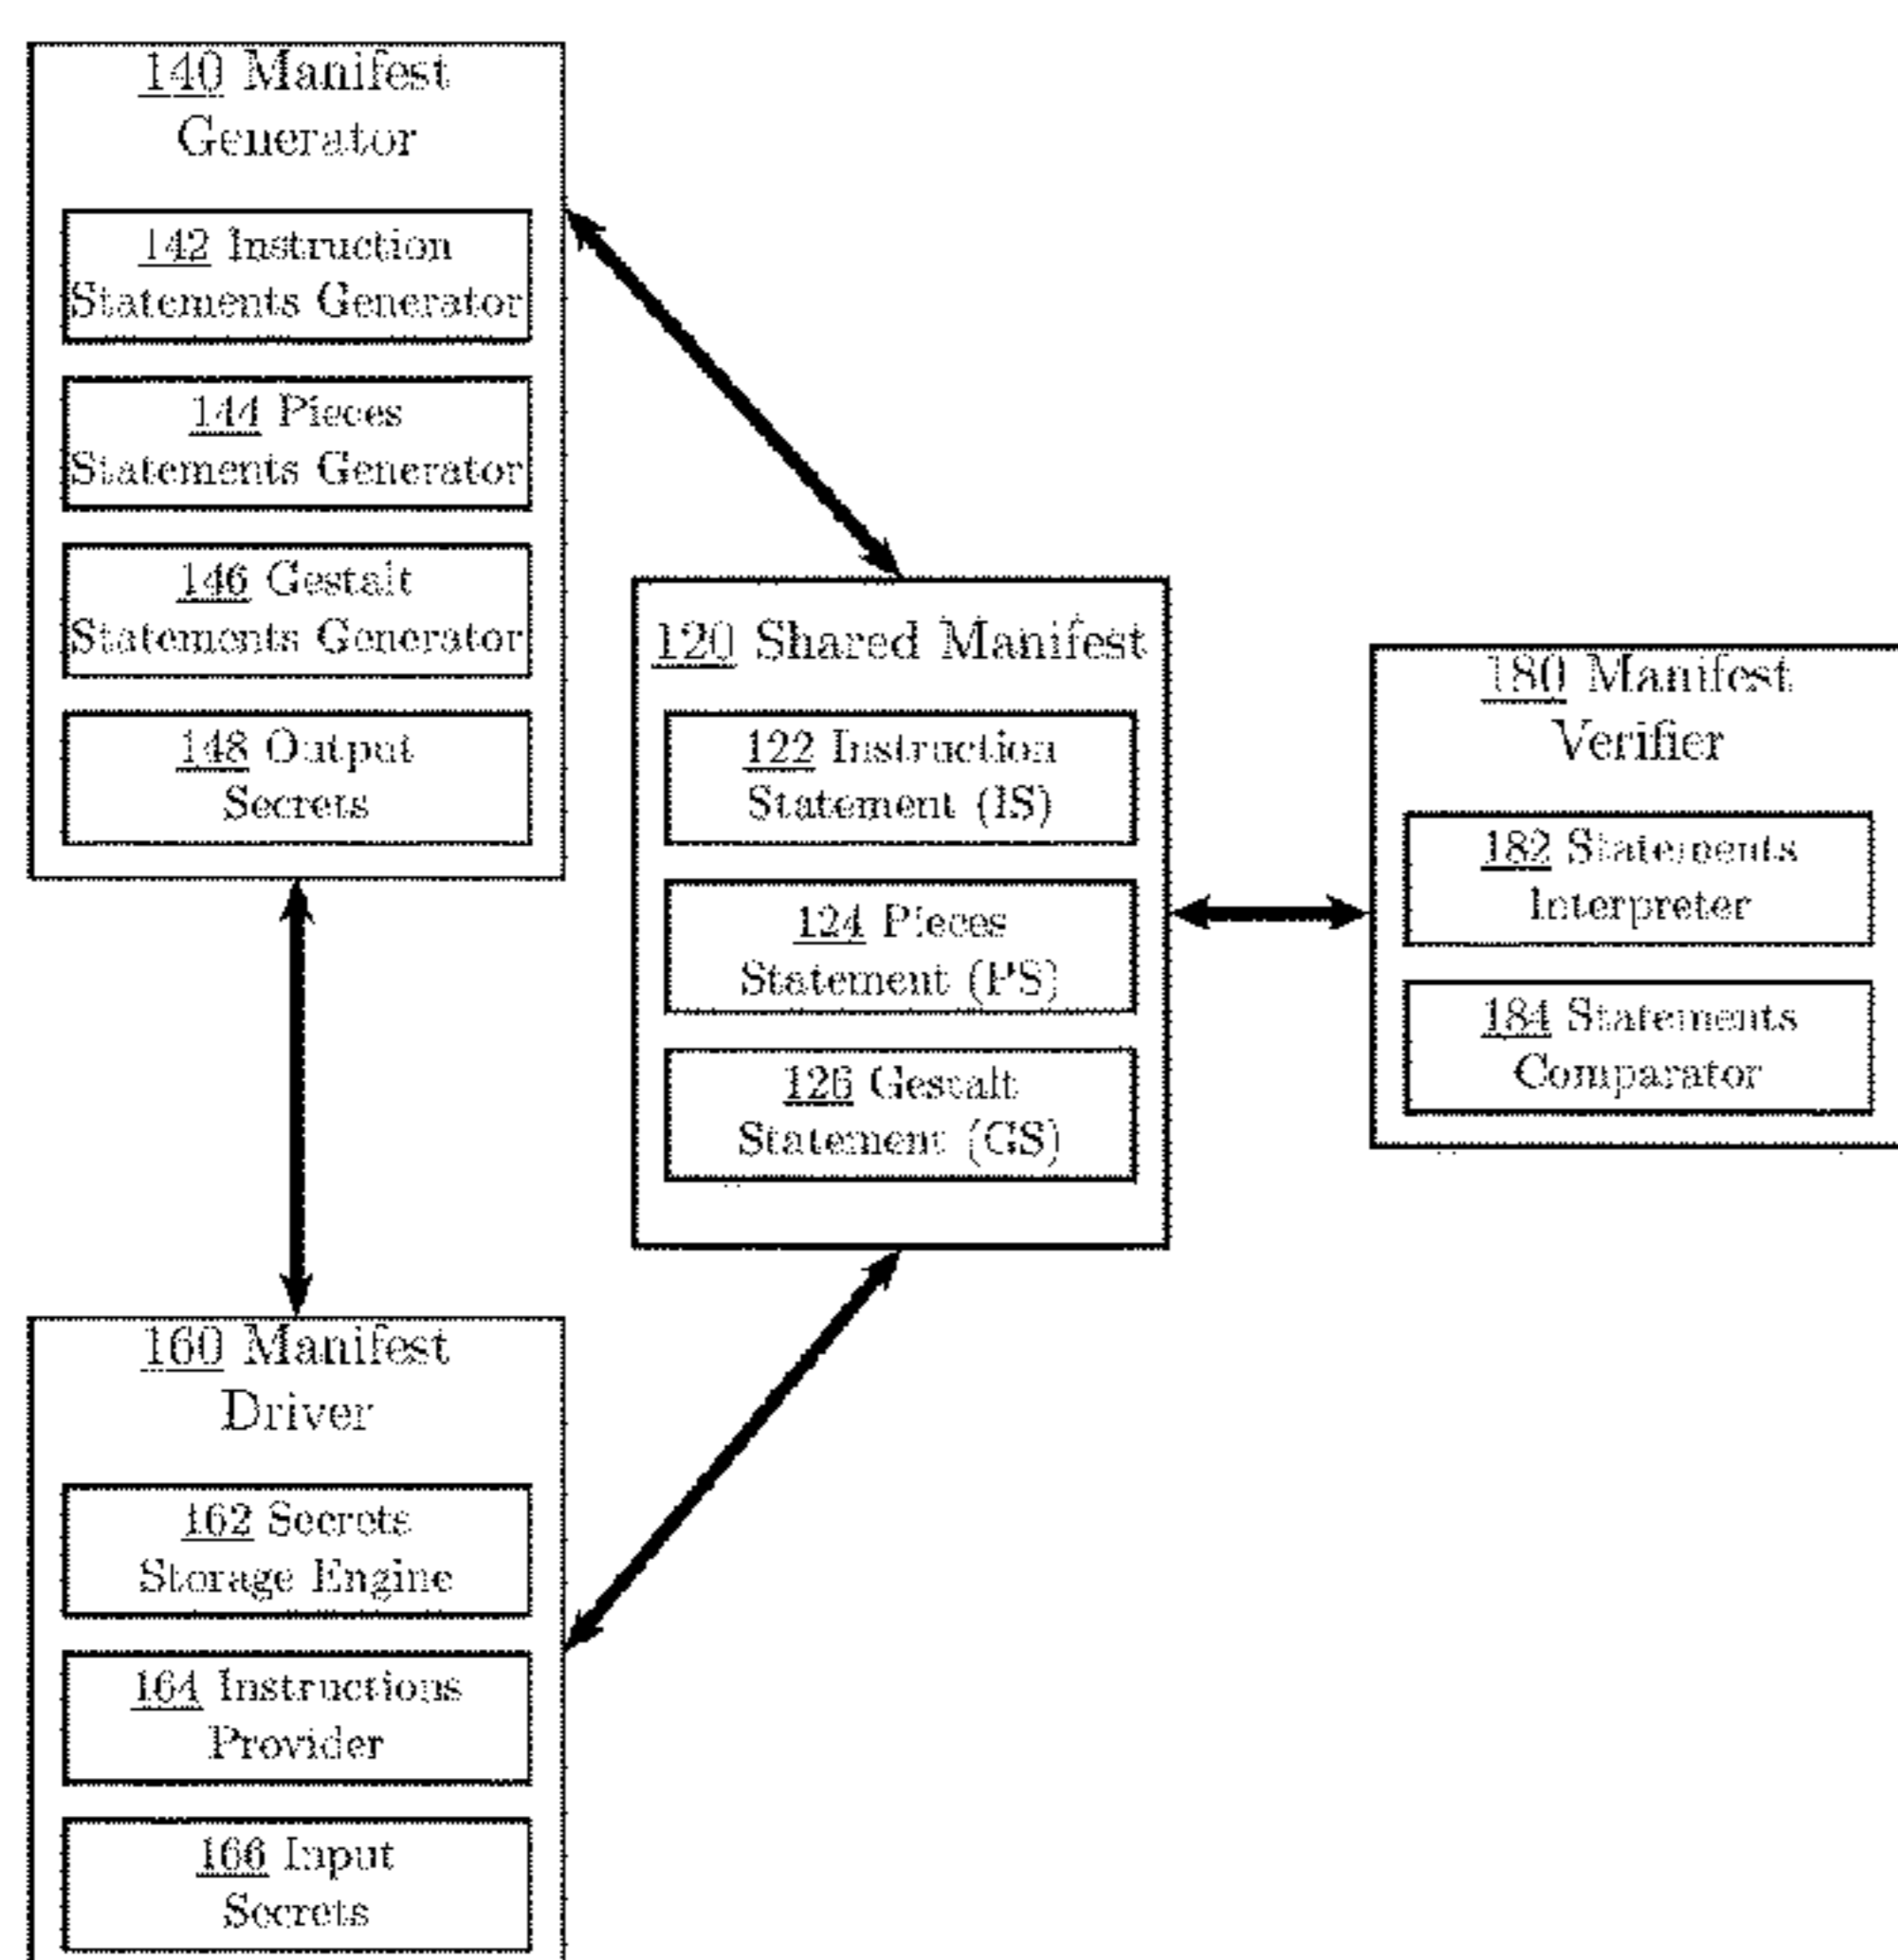 140 Manifest
Generator
142 Instruction
Statements Generator
144 Pieces
Statements Generator
146 Gestalt
Statements Generator
148 Output
Secrets
120 Shared Manifest
122 Instruction
Statement (IS)
124 Pieces
Statement (PS)
126 Gestalt
Statement (GS)
180 Manifest
Verifier
182 Statements
Interpreter
184 Statements
Comparator
160 Manifest
Driver
162 Secrets
Storage Engine
164 Instructions
Provider
166 Input
Secrets